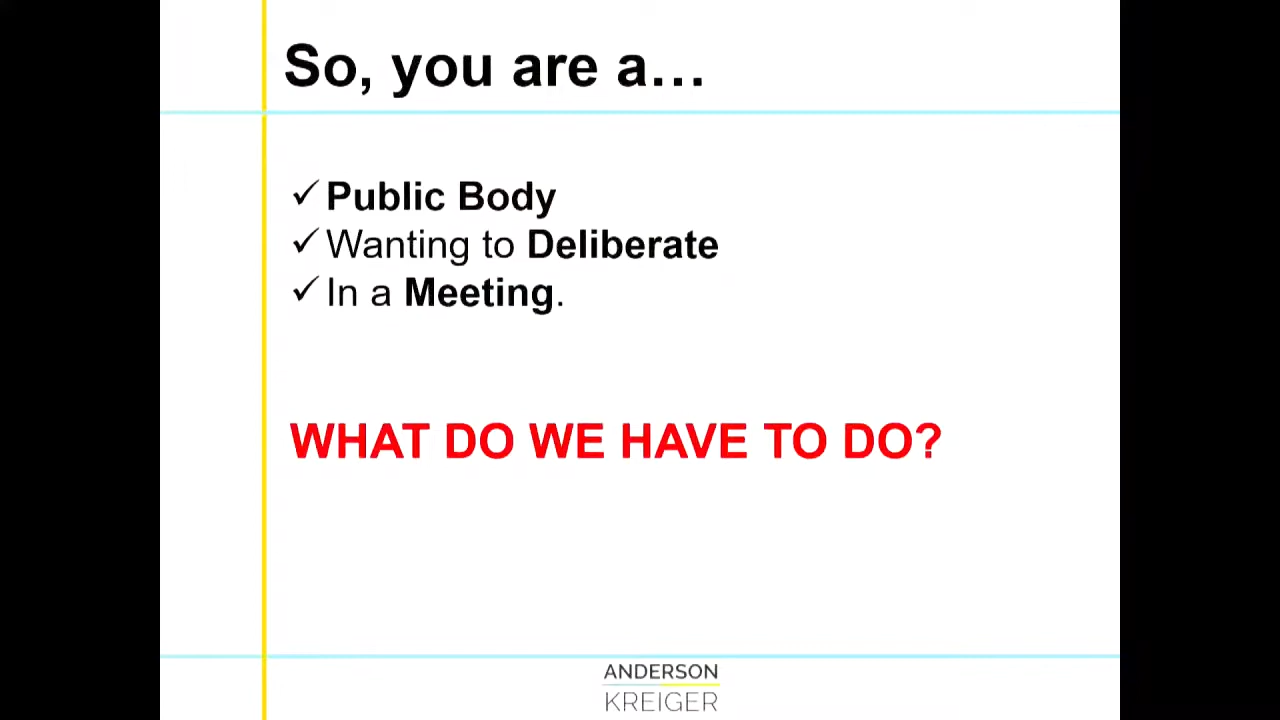 So, you are a…
✓ Public Body
✓ Wanting to Deliberate
✓ In a Meeting.
WHAT DO WE HAVE TO DO?
ANDERSON
KREIGER